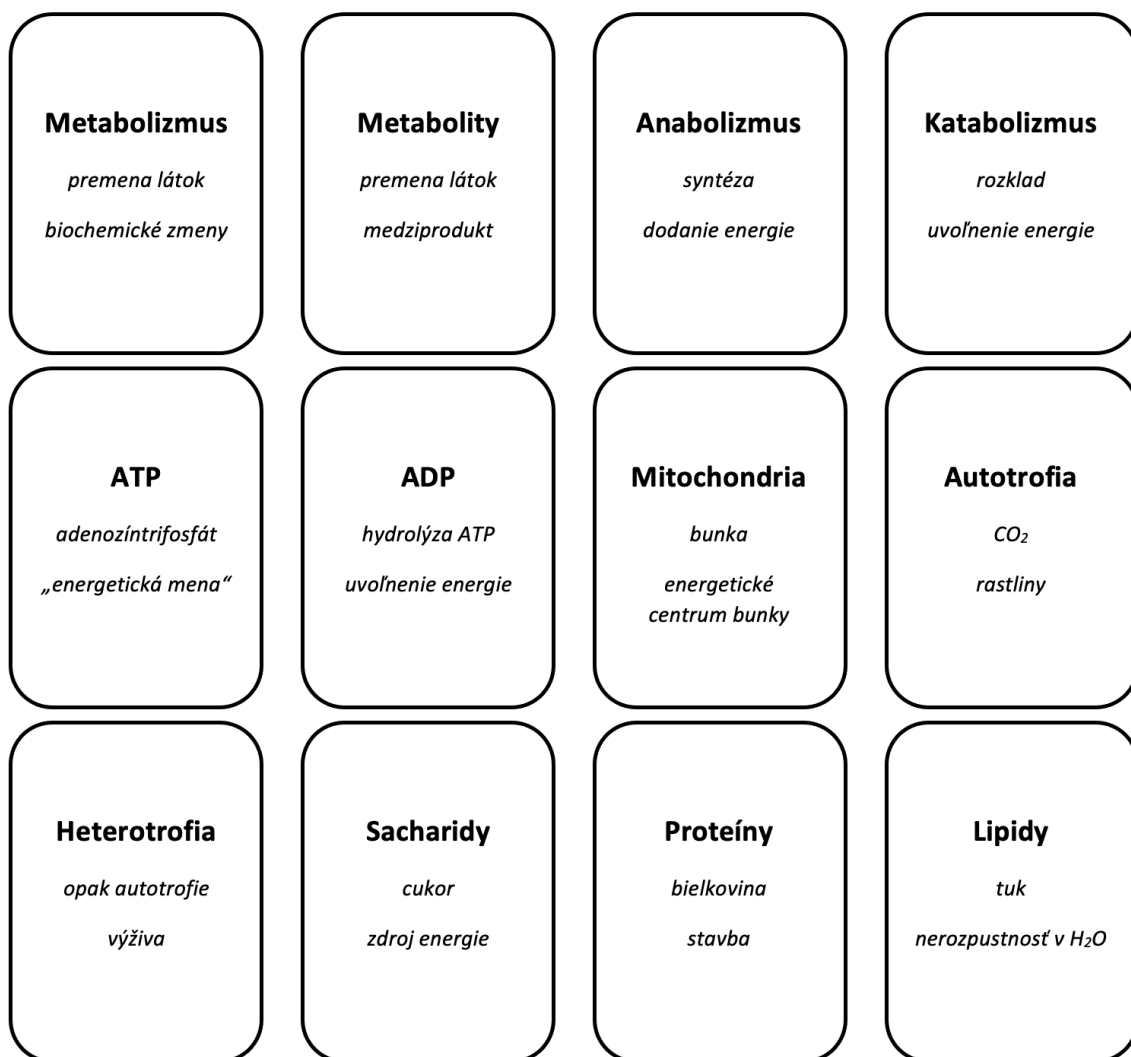 Metabolizmus
premena látok
biochemické zmeny
Metabolity
premena látok
medziprodukt
Anabolizmus
syntéza
dodanie energie
Katabolizmus
rozklad
uvoľnenie energie
ATP
adenozíntrifosfát
„energetická mena“
ADP
hydrolýza ATP
uvoľnenie energie
Mitochondria
bunka
energetické
centrum bunky
Autotrofia
CO₂
rastliny
Heterotrofia
opak autotrofie
výživa
Sacharidy
cukor
zdroj energie
Proteíny
bielkovina
stavba
Lipidy
tuk
nerozpustnosť v H₂O